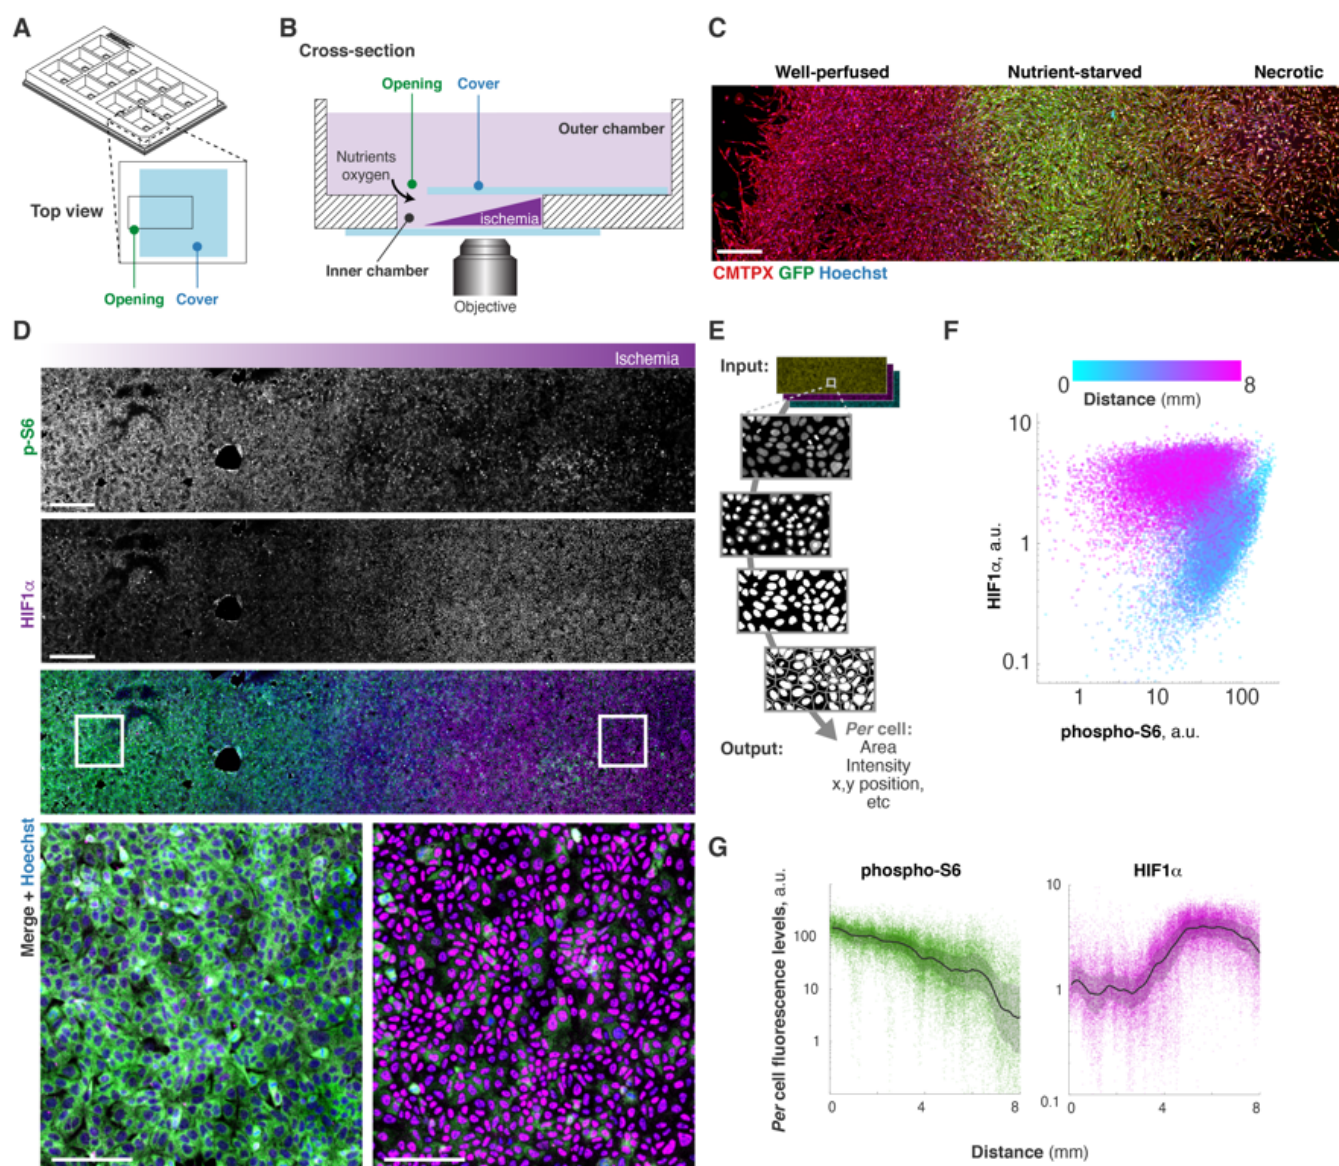 A
Top view
Opening Cover
B
Cross-section
Opening Cover
Outer chamber
Nutrients
oxygen
ischemia
Inner chamber
Objective
C
Well-perfused Nutrient-starved Necrotic
CMTPX GFP Hoechst
D
Ischemia
p-S6
HIF1α
Merge + Hoechst
E
Input:
Output:
Per cell:
Area
Intensity
x,y position,
etc
F
0 8
Distance (mm)
10
1
0.1
HIF1α, a.u.
1 10 100
phospho-S6, a.u.
G
phospho-S6
HIF1α
Per cell fluorescence levels, a.u.
100
10
1
0 4 8
10
1
0.1
0 4 8
Distance (mm)